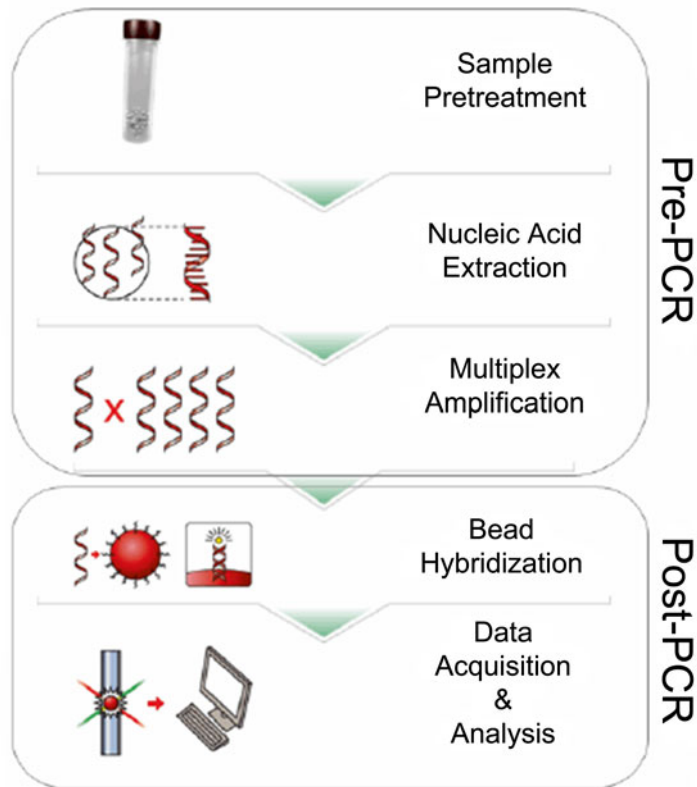 Sample
Pretreatment
Nucleic Acid
Extraction
Multiplex
Amplification
X
Pre-PCR
Bead
Hybridization
Data
Acquisition
&
Analysis
Post-PCR